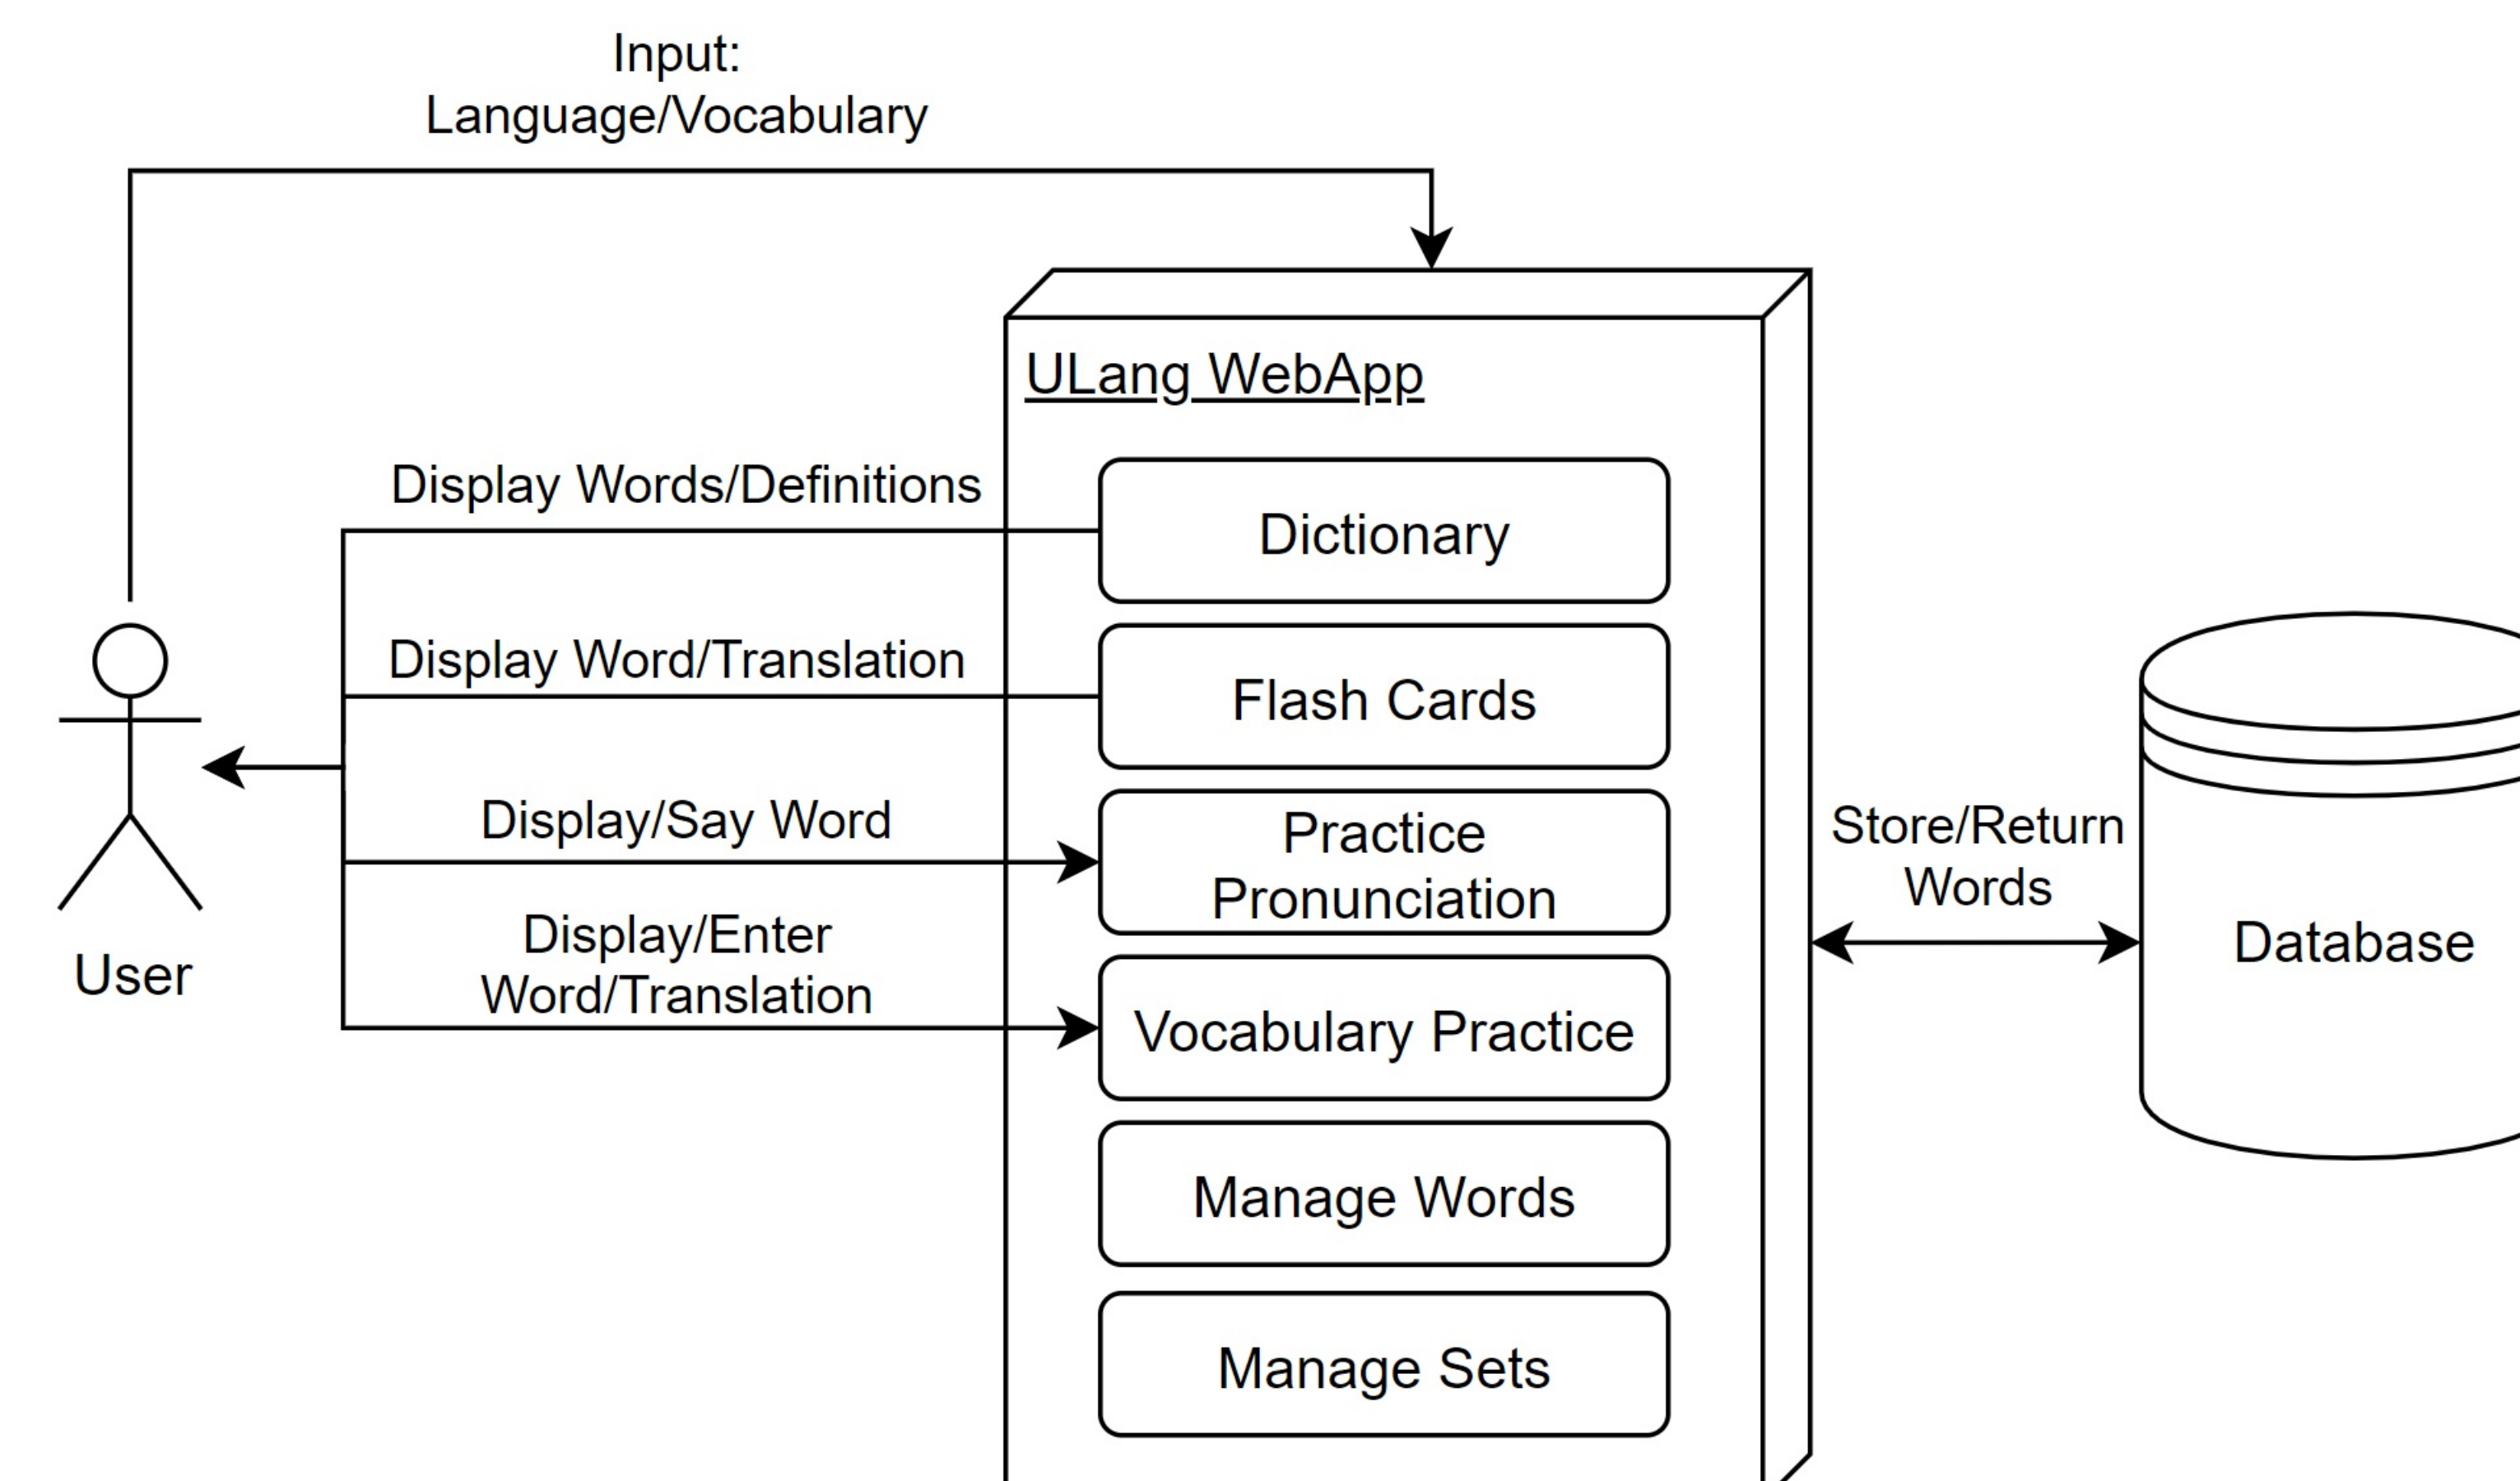 Input:
Language/Vocabulary
ULang WebApp
Display Words/Definitions
Dictionary
Display Word/Translation
Flash Cards
Display/Say Word
Practice
Pronunciation
Display/Enter
Word/Translation
Vocabulary Practice
Manage Words
Manage Sets
User
Store/Return
Words
Database